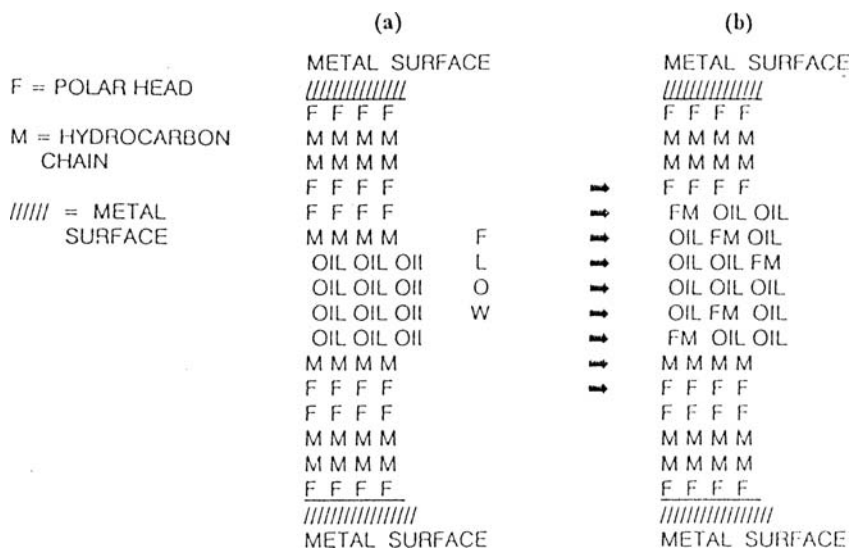 (a) (b)
METAL SURFACE METAL SURFACE
F = POLAR HEAD /////////////// ///////////////
F F F F F F F F
M = HYDROCARBON M M M M M M M M
CHAIN M M M M M M M M
F F F F F F F F
////// = METAL F F F F FM OIL OIL
SURFACE M M M M F OIL FM OIL
OIL OIL OIl L OIL OIL FM
OIL OIL OIl O OIL OIL OIL
OIL OIL OIl W OIL FM OIL
OIL OIL OIl FM OIL OIL
M M M M M M M M
F F F F F F F F
F F F F F F F F
M M M M M M M M
M M M M M M M M
F F F F F F F F
///////////////// /////////////////
METAL SURFACE METAL SURFACE